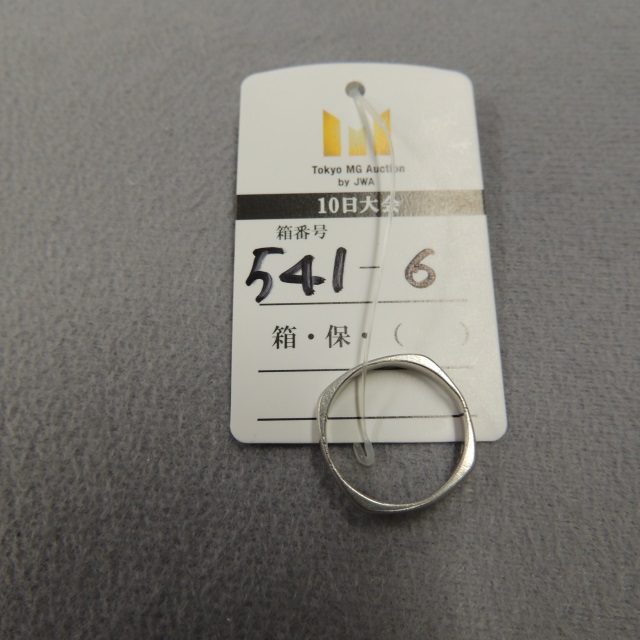 Tokyo MG Auction
by JWA
10日大会
箱番号
541-6
箱・保・（　　）